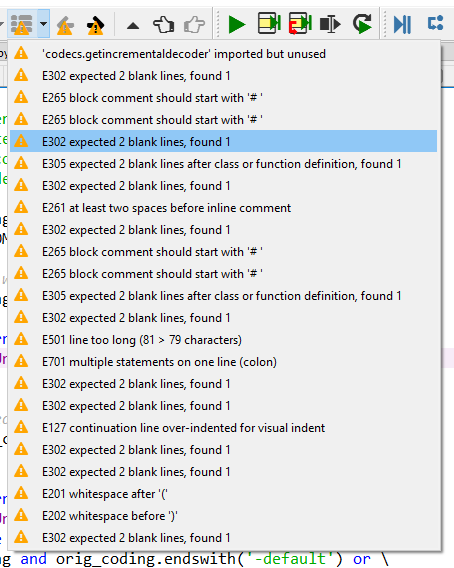 'codecs.getincrementaldecoder' imported but unused
E302 expected 2 blank lines, found 1
E265 block comment should start with '# '
E265 block comment should start with '# '
E302 expected 2 blank lines, found 1
E305 expected 2 blank lines after class or function definition, found 1
E302 expected 2 blank lines, found 1
E261 at least two spaces before inline comment
E302 expected 2 blank lines, found 1
E265 block comment should start with '# '
E265 block comment should start with '# '
E305 expected 2 blank lines after class or function definition, found 1
E302 expected 2 blank lines, found 1
E501 line too long (81 > 79 characters)
E701 multiple statements on one line (colon)
E302 expected 2 blank lines, found 1
E302 expected 2 blank lines, found 1
E127 continuation line over-indented for visual indent
E302 expected 2 blank lines, found 1
E302 expected 2 blank lines, found 1
E201 whitespace after '('
E202 whitespace before ')'
E302 expected 2 blank lines, found 1
and orig_coding.endswith('-default') or \